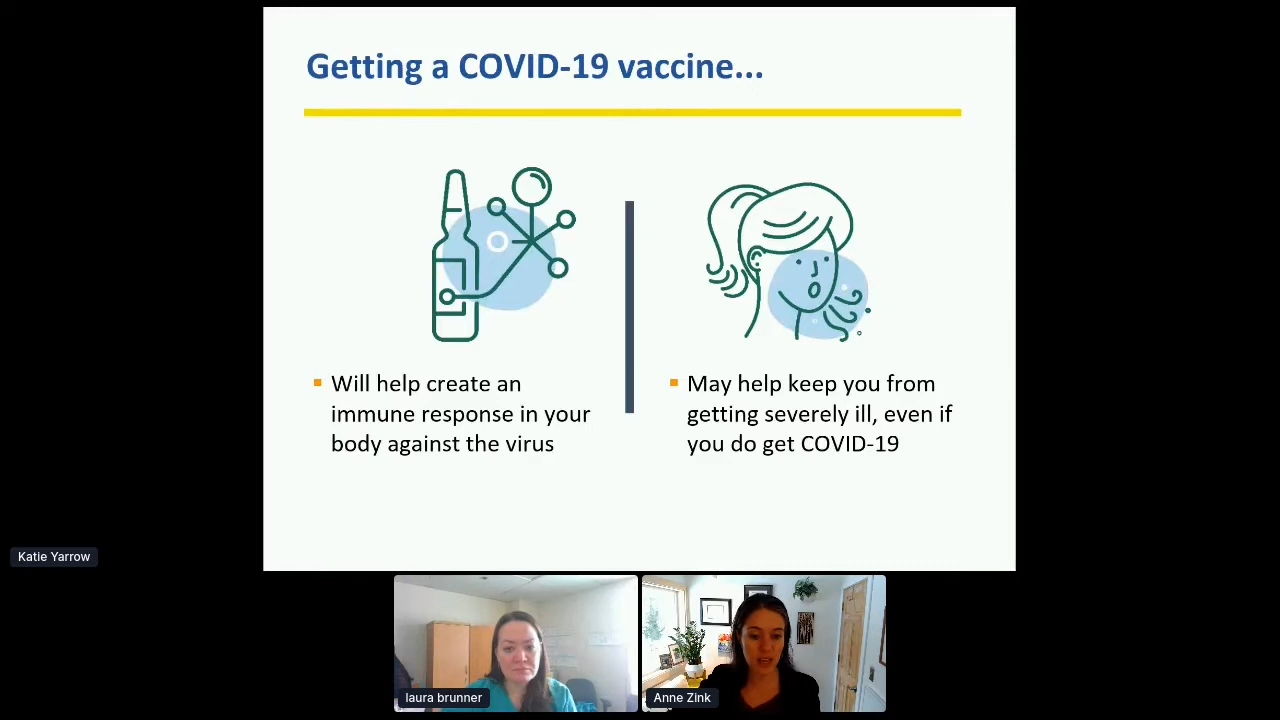 Getting a COVID-19 vaccine...
Will help create an
immune response in your
body against the virus
May help keep you from
getting severely ill, even if
you do get COVID-19
Katie Yarrow
laura brunner
Anne Zink